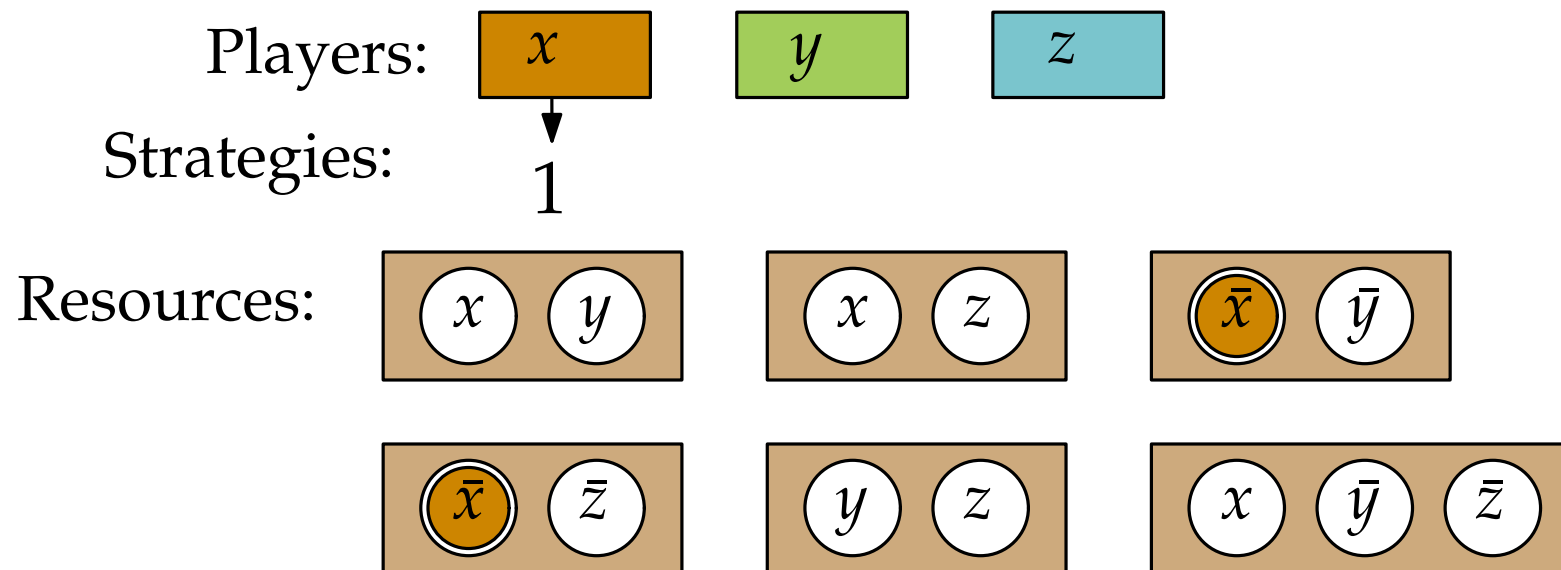 Players: x y z
Strategies: 1
Resources: x y x z x̄ ȳ
x̄ z̄ y z x ȳ z̄